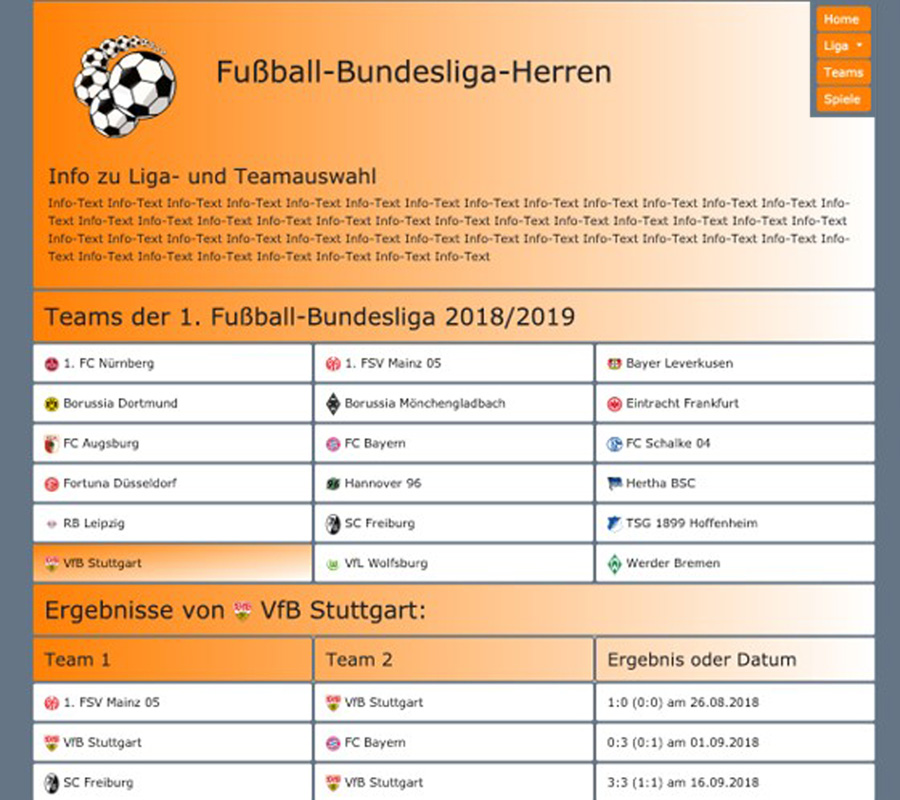 Home
Liga
Teams
Spiele
Fußball-Bundesliga-Herren
Info zu Liga- und Teamauswahl
Info-Text Info-Text Info-Text Info-Text Info-Text Info-Text Info-Text Info-Text Info-Text Info-Text Info-Text Info-Text Info-Text Info-
Text Info-Text Info-Text Info-Text Info-Text Info-Text Info-Text Info-Text Info-Text Info-Text Info-Text Info-Text Info-Text Info-Text
Info-Text Info-Text Info-Text Info-Text Info-Text Info-Text Info-Text Info-Text Info-Text Info-Text Info-Text Info-Text Info-Text Info-
Text Info-Text Info-Text Info-Text Info-Text Info-Text Info-Text Info-Text
Teams der 1. Fußball-Bundesliga 2018/2019
1. FC Nürnberg
1. FSV Mainz 05
Bayer Leverkusen
Borussia Dortmund
Borussia Mönchengladbach
Eintracht Frankfurt
FC Augsburg
FC Bayern
FC Schalke 04
Fortuna Düsseldorf
Hannover 96
Hertha BSC
RB Leipzig
SC Freiburg
TSG 1899 Hoffenheim
VfB Stuttgart
VfL Wolfsburg
Werder Bremen
Ergebnisse von VfB Stuttgart:
Team 1
Team 2
Ergebnis oder Datum
1. FSV Mainz 05
VfB Stuttgart
1:0 (0:0) am 26.08.2018
VfB Stuttgart
FC Bayern
0:3 (0:1) am 01.09.2018
SC Freiburg
VfB Stuttgart
3:3 (1:1) am 16.09.2018